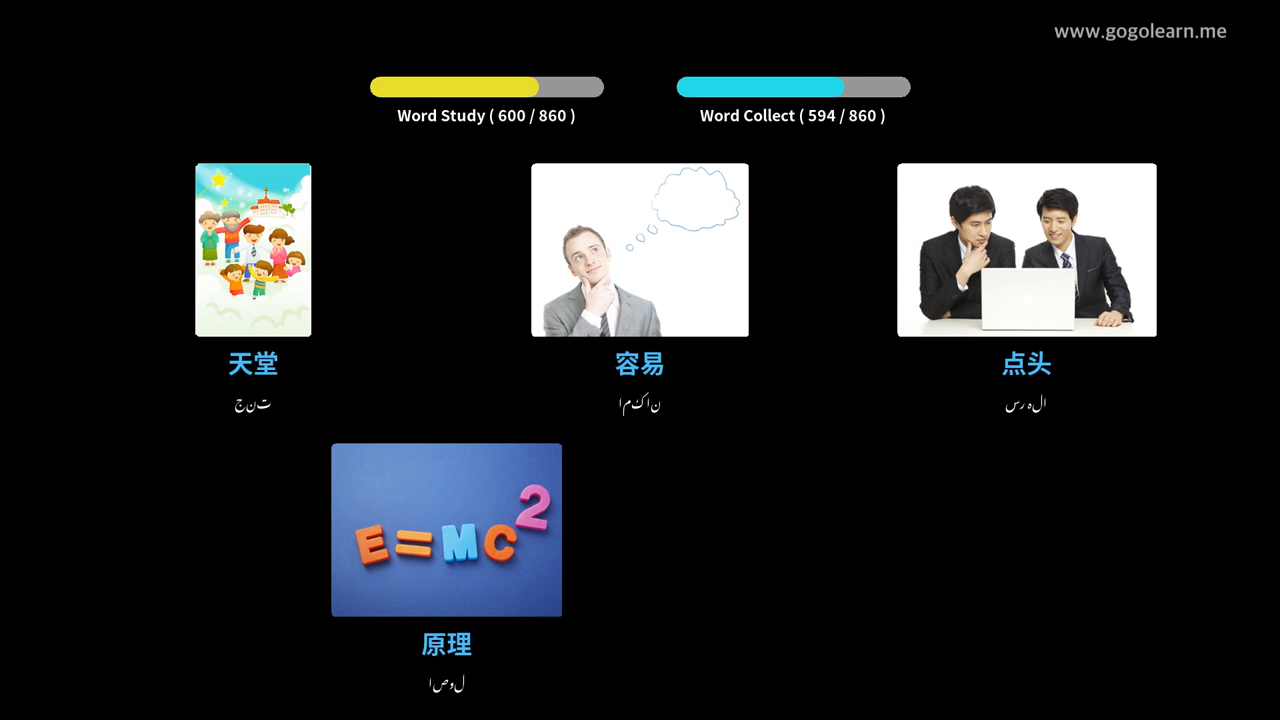 www.gogolearn.me
Word Study ( 600 / 860 )
Word Collect ( 594 / 860 )
天堂
容易
点头
جنت
امکان
سر ہلا
原理
اصول